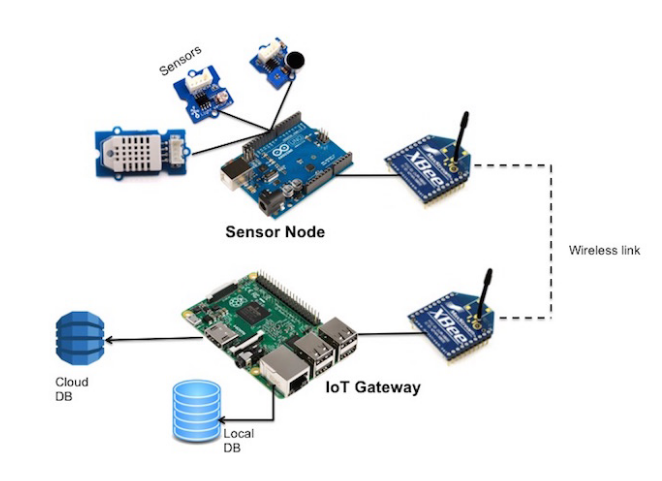 Sensors
XBee
Sensor Node
Wireless link
XBee
IoT Gateway
Cloud
DB
Local
DB